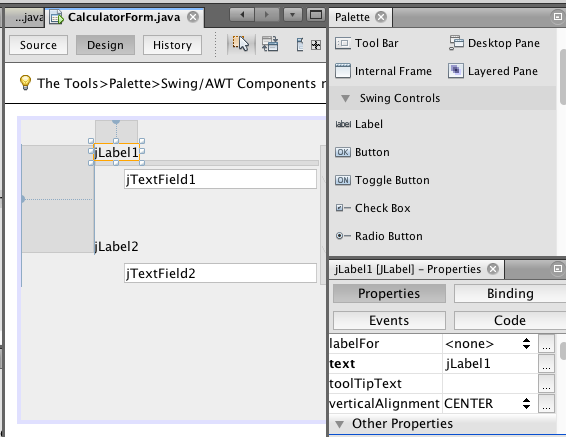 ...java
CalculatorForm.java
Source
Design
History
The Tools>Palette>Swing/AWT Components
jLabel1
jTextField1
jLabel2
jTextField2
Palette
Tool Bar
Desktop Pane
Internal Frame
Layered Pane
Swing Controls
label Label
OK Button
ON Toggle Button
Check Box
Radio Button
jLabel1 [JLabel] - Properties
Properties
Binding
Events
Code
labelFor <none> ...
text jLabel1 ...
toolTipText ...
verticalAlignment CENTER ...
Other Properties